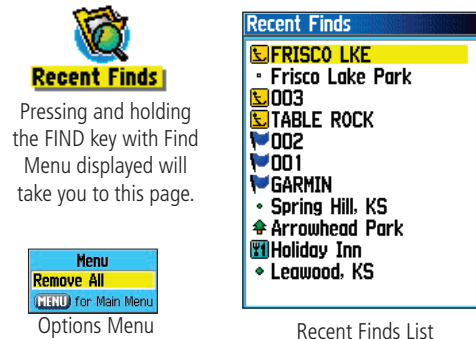 Recent Finds
Pressing and holding
the FIND key with Find
Menu displayed will
take you to this page.
Menu
Remove All
MENU for Main Menu
Options Menu
Recent Finds
FRISCO LKE
Frisco Lake Park
003
TABLE ROCK
002
001
GARMIN
Spring Hill, KS
Arrowhead Park
Holiday Inn
Leawood, KS
Recent Finds List